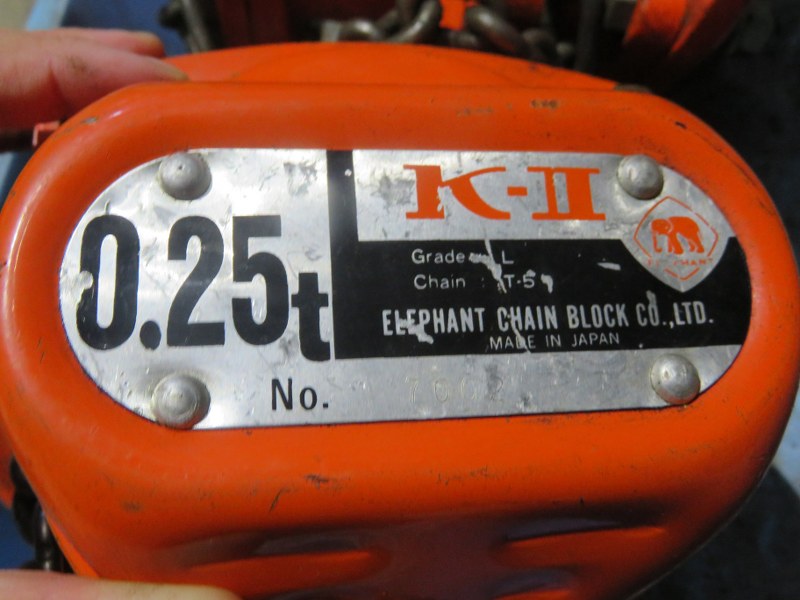 0.25t
K-II
Grade : L
Chain : T-5
ELEPHANT
ELEPHANT CHAIN BLOCK CO.,LTD.
MADE IN JAPAN
No.